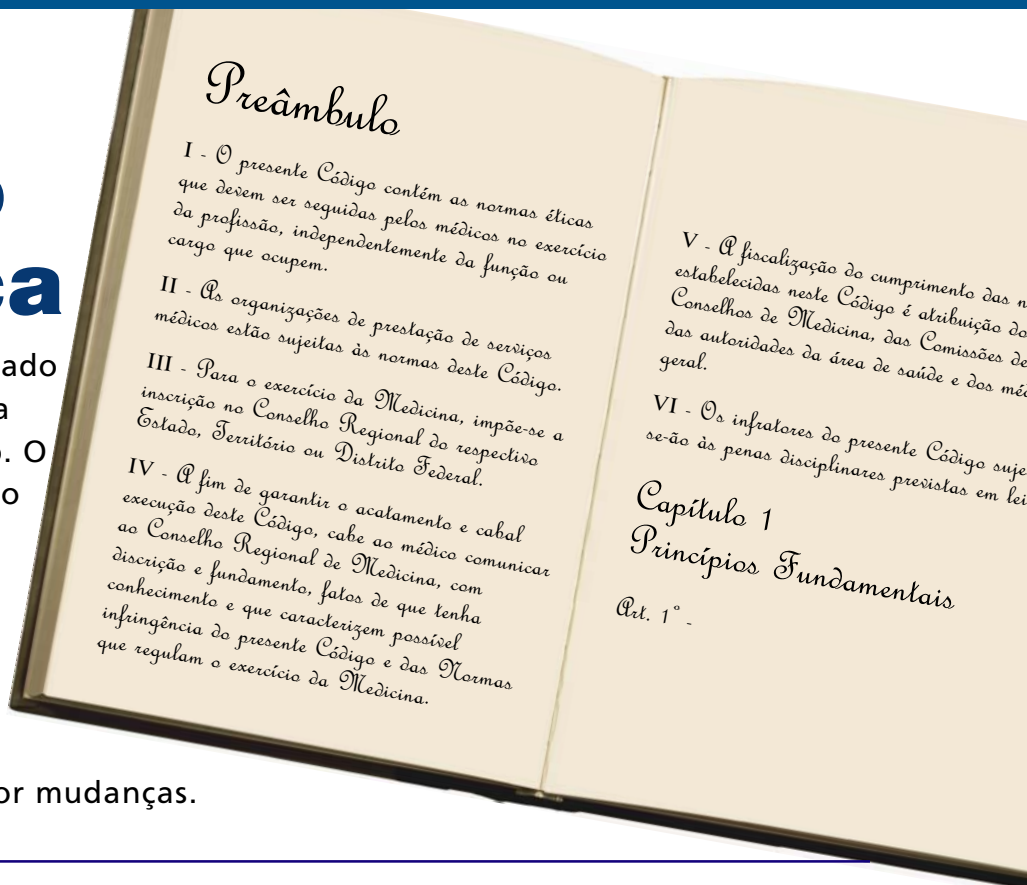 ca
ado
a
. O
o
or mudanças.
Preâmbulo
I - O presente Código contém as normas éticas
que devem ser seguidas pelos médicos no exercício
da profissão, independentemente da função ou
cargo que ocupem.
II - As organizações de prestação de serviços
médicos estão sujeitas às normas deste Código.
III - Para o exercício da Medicina, impõe-se a
inscrição no Conselho Regional do respectivo
Estado, Território ou Distrito Federal.
IV - A fim de garantir o acatamento e cabal
execução deste Código, cabe ao médico comunicar
ao Conselho Regional de Medicina, com
discrição e fundamento, fatos de que tenha
conhecimento e que caracterizem possível
infringência do presente Código e das Normas
que regulam o exercício da Medicina.
V - A fiscalização do cumprimento das n
estabelecidas neste Código é atribuição do
Conselhos de Medicina, das Comissões de
das autoridades da área de saúde e dos méd
geral.
VI - Os infratores do presente Código suje
se-ão às penas disciplinares previstas em lei
Capítulo 1
Princípios Fundamentais
Art. 1° -